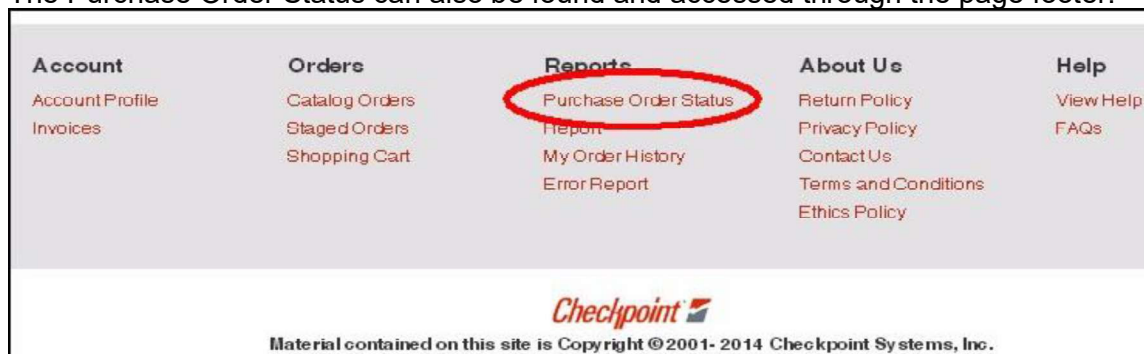 The Purchase Order Status can also be found and accessed through the page footer.
Account
Account Profile
Invoices
Orders
Catalog Orders
Staged Orders
Shopping Cart
Reports
Purchase Order Status
Report
My Order History
Error Report
About Us
Return Policy
Privacy Policy
Contact Us
Terms and Conditions
Ethics Policy
Help
View Help
FAQs
Checkpoint
Material contained on this site is Copyright © 2001- 2014 Checkpoint Systems, Inc.